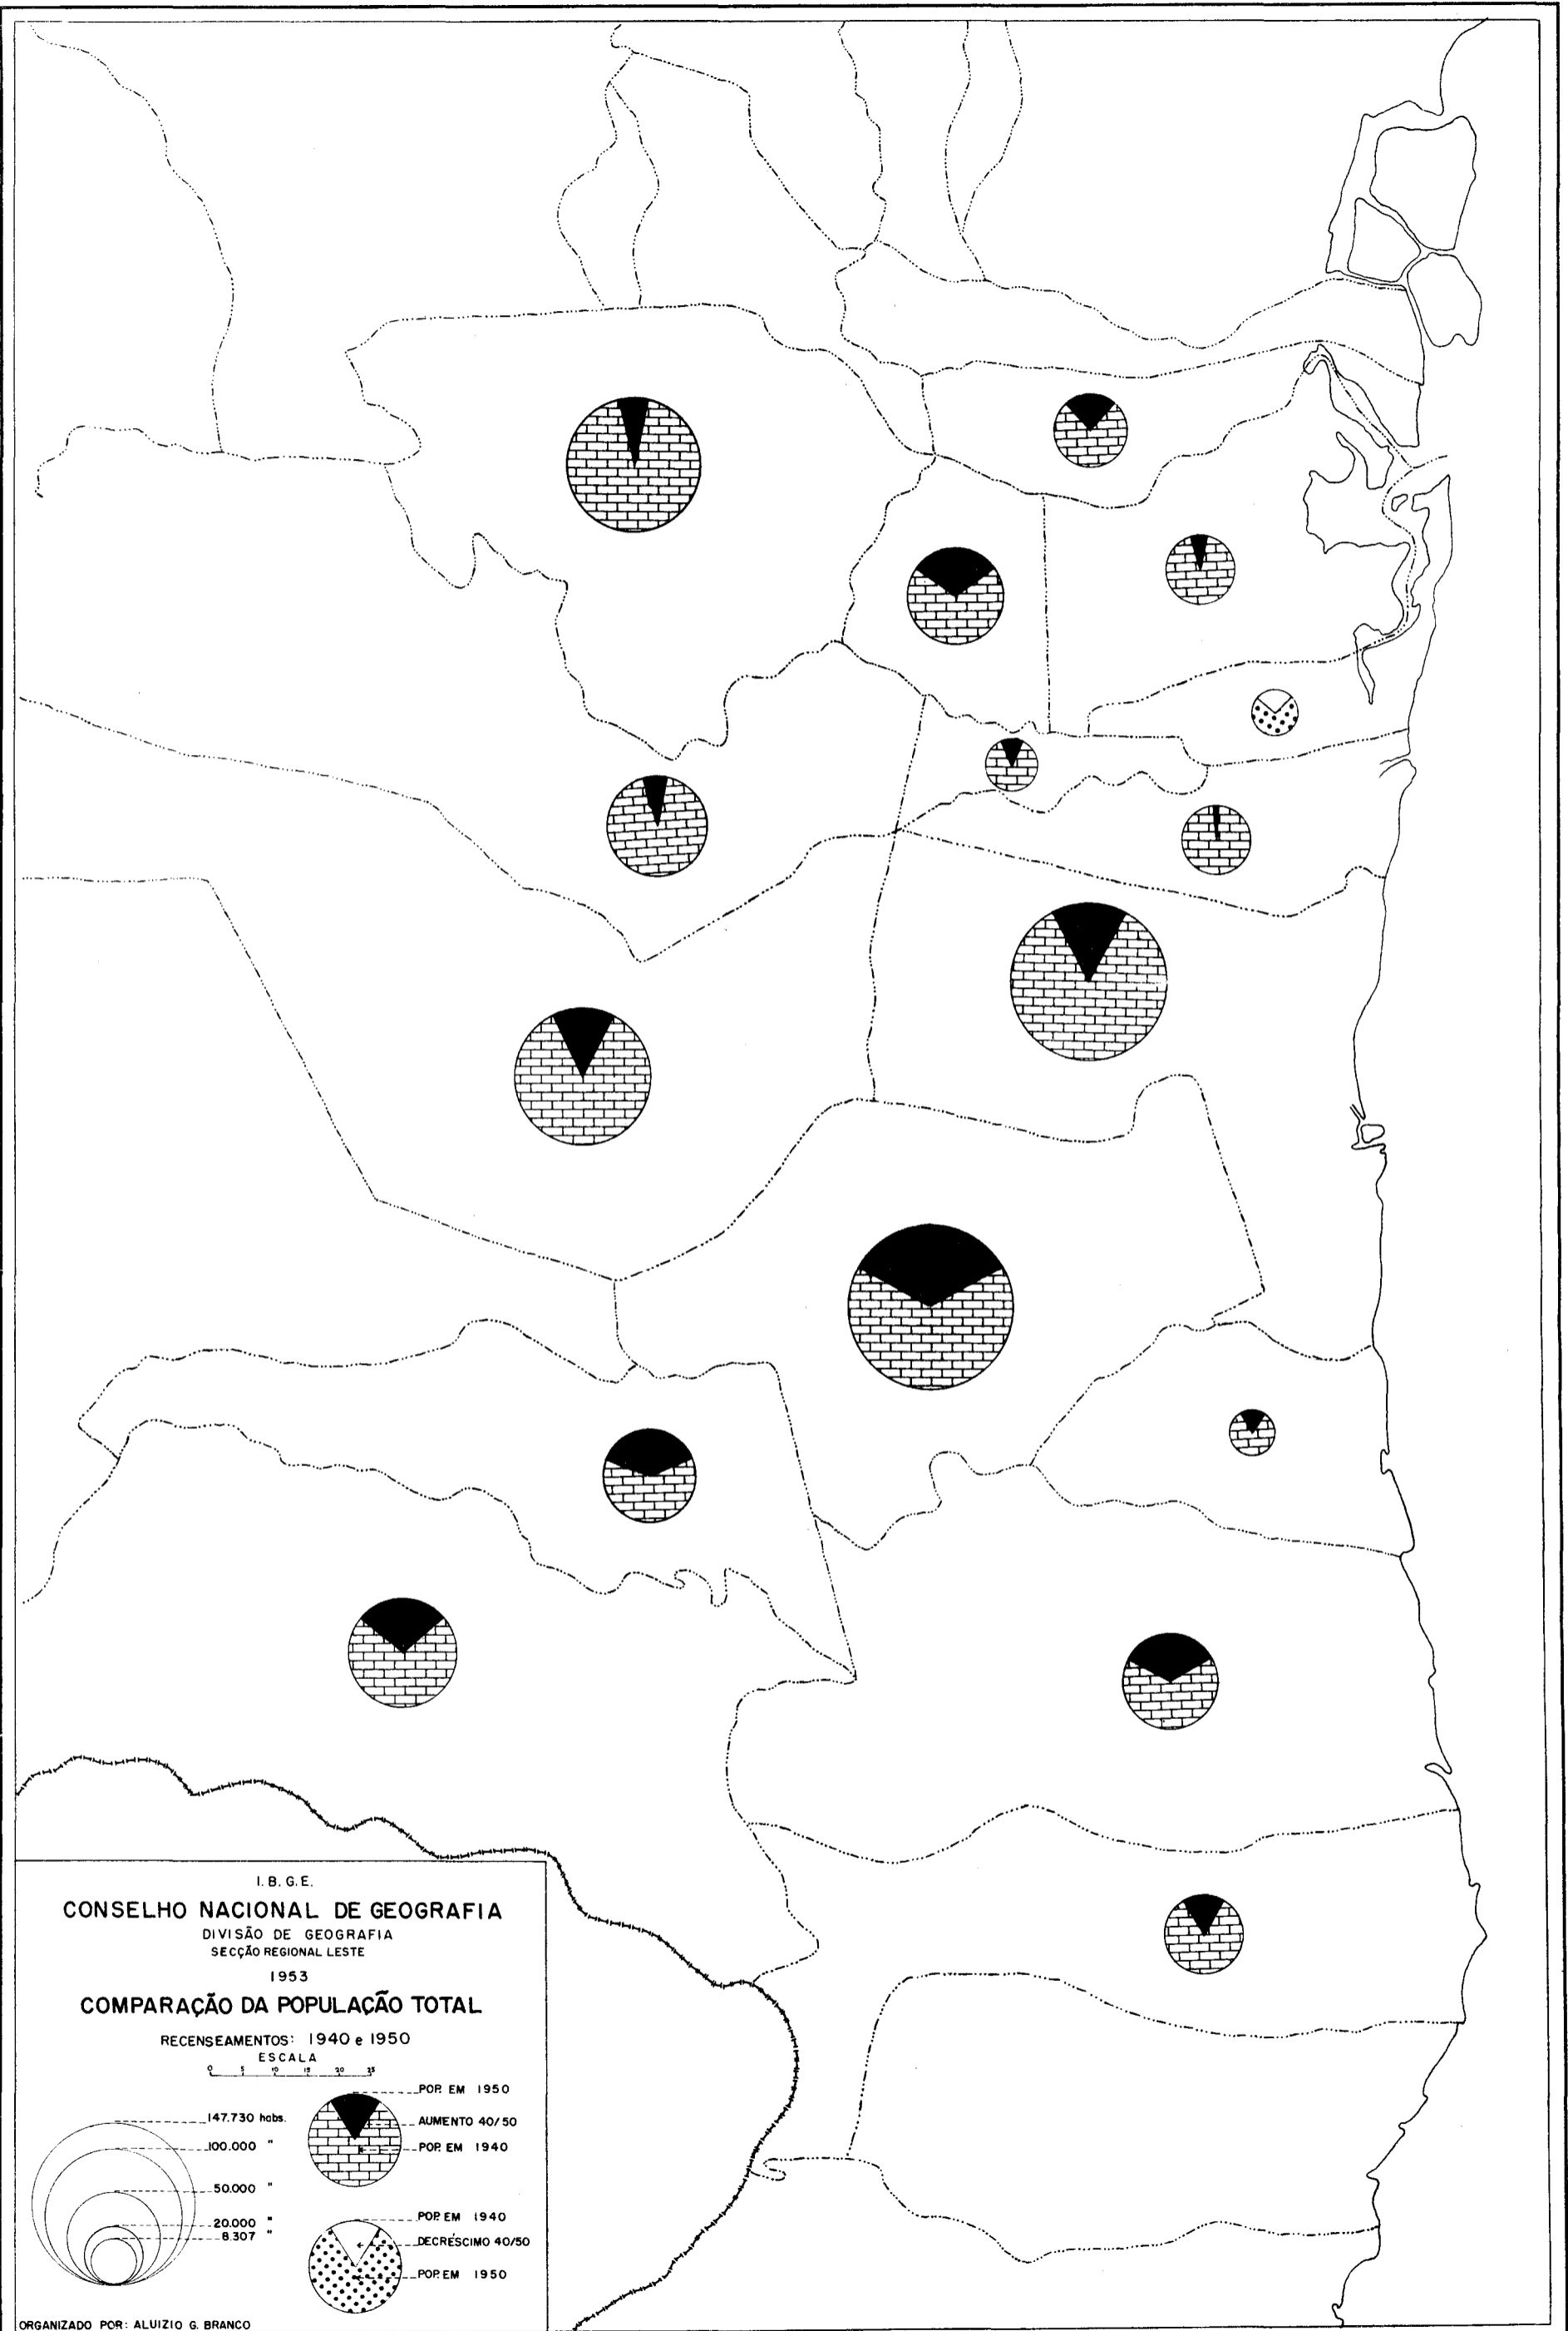 I. B. G. E.
CONSELHO NACIONAL DE GEOGRAFIA
DIVISÃO DE GEOGRAFIA
SECÇÃO REGIONAL LESTE
1953
COMPARAÇÃO DA POPULAÇÃO TOTAL
RECENSEAMENTOS: 1940 e 1950
ESCALA
0 5 10 15 20 25
147.730 habs.
100.000 "
50.000 "
20.000 "
8.307 "
POP. EM 1950
AUMENTO 40/50
POP. EM 1940
POP. EM 1940
DECRÉSCIMO 40/50
POP. EM 1950
ORGANIZADO POR: ALUIZIO G. BRANCO